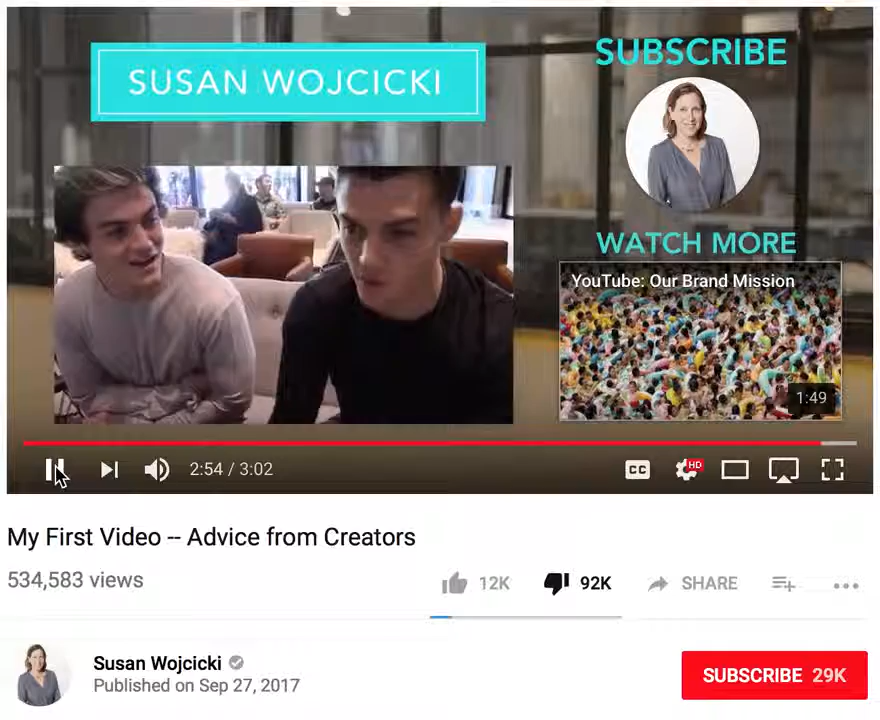 SUSAN WOJCICKI
SUBSCRIBE
WATCH MORE
YouTube: Our Brand Mission
1:49
2:54 / 3:02
CC
HD
My First Video -- Advice from Creators
534,583 views
12K
92K
SHARE
Susan Wojcicki
Published on Sep 27, 2017
SUBSCRIBE 29K